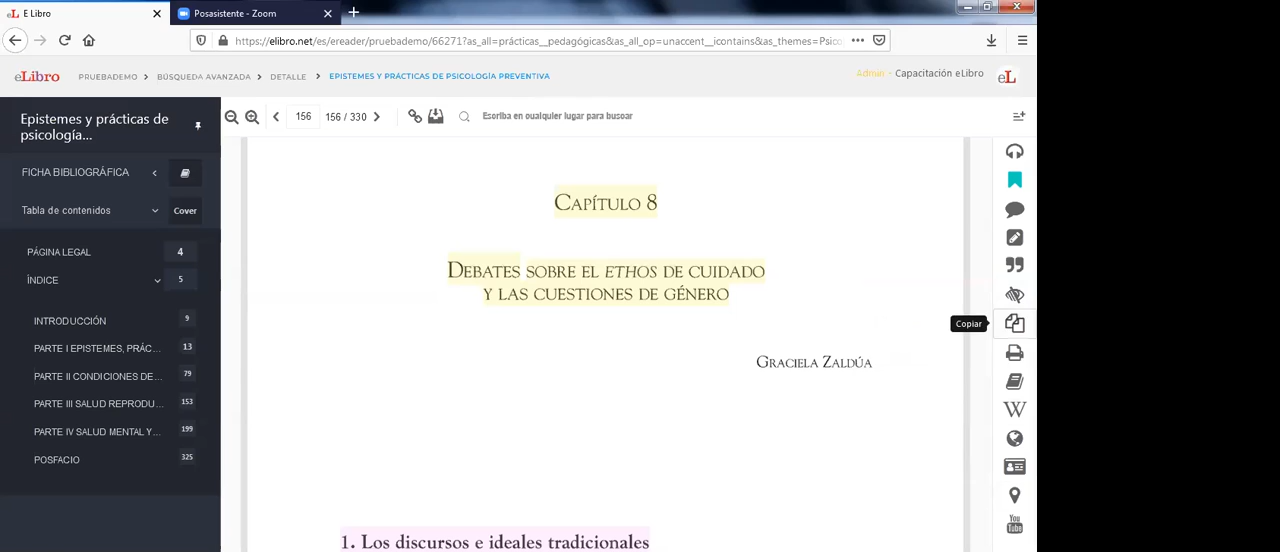 eL E Libro
Posasistente - Zoom
https://elibro.net/es/ereader/pruebademo/66271?as_all=prácticas__pedagógicas&as_all_op=unaccent__icontains&as_themes=Psico
eLibro PRUEBADEMO BÚSQUEDA AVANZADA DETALLE EPISTEMES Y PRÁCTICAS DE PSICOLOGÍA PREVENTIVA Admin - Capacitación eLibro eL
Epistemes y prácticas de
psicología...
156 156 / 330 Escriba en cualquier lugar para buscar
FICHA BIBLIOGRÁFICA
Tabla de contenidos Cover
PÁGINA LEGAL 4
ÍNDICE 5
INTRODUCCIÓN 9
PARTE I EPISTEMES, PRÁC... 13
PARTE II CONDICIONES DE... 79
PARTE III SALUD REPRODU... 153
PARTE IV SALUD MENTAL Y... 199
POSFACIO 325
CAPÍTULO 8
DEBATES SOBRE EL ETHOS DE CUIDADO
Y LAS CUESTIONES DE GÉNERO
GRACIELA ZALDÚA
1. Los discursos e ideales tradicionales
Copiar
W
You
Tube